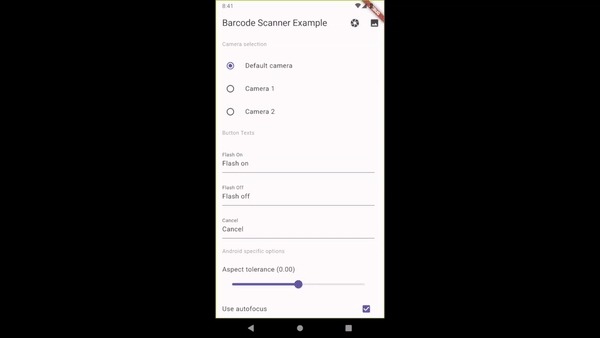 8:41
Barcode Scanner Example
Camera selection
Default camera
Camera 1
Camera 2
Button Texts
Flash On
Flash on
Flash Off
Flash off
Cancel
Cancel
Android specific options
Aspect tolerance (0.00)
Use autofocus